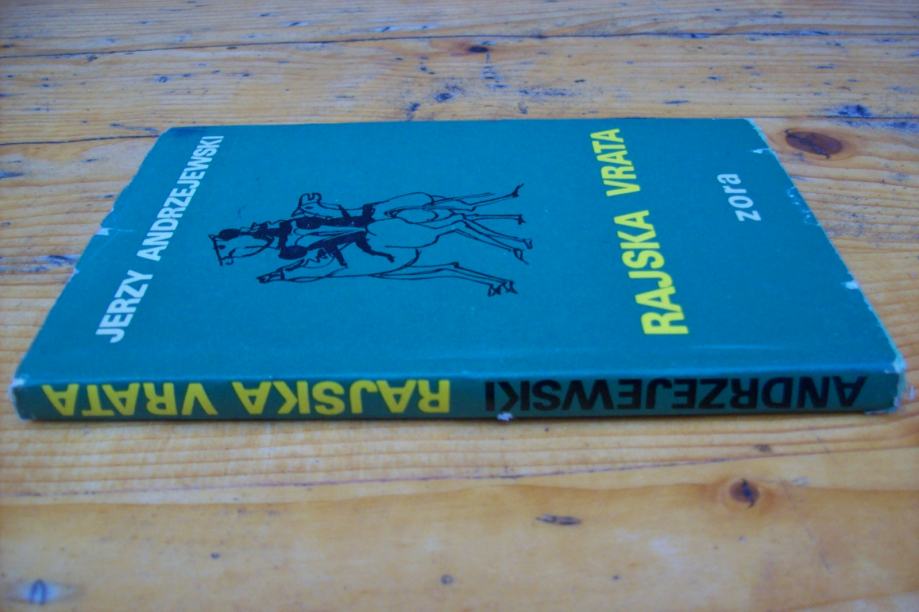 JERZY ANDRZEJEWSKI
RAJSKA VRATA
zora
ANDRZEJEWSKI RAJSKA VRATA